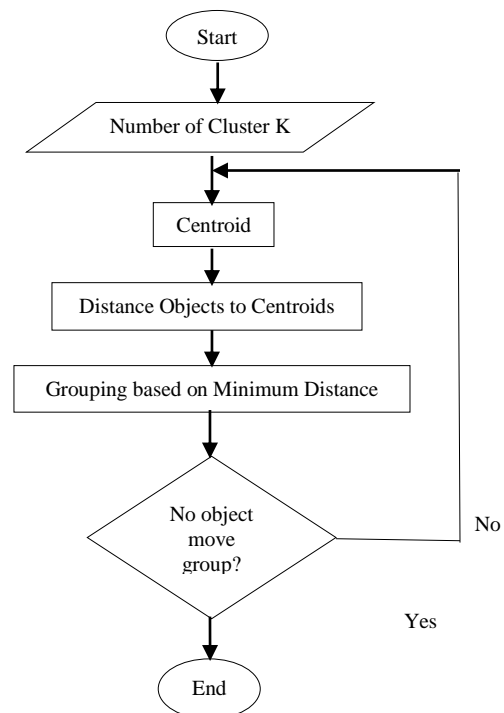 Start
Number of Cluster K
Centroid
Distance Objects to Centroids
Grouping based on Minimum Distance
No object
move
group?
No
Yes
End